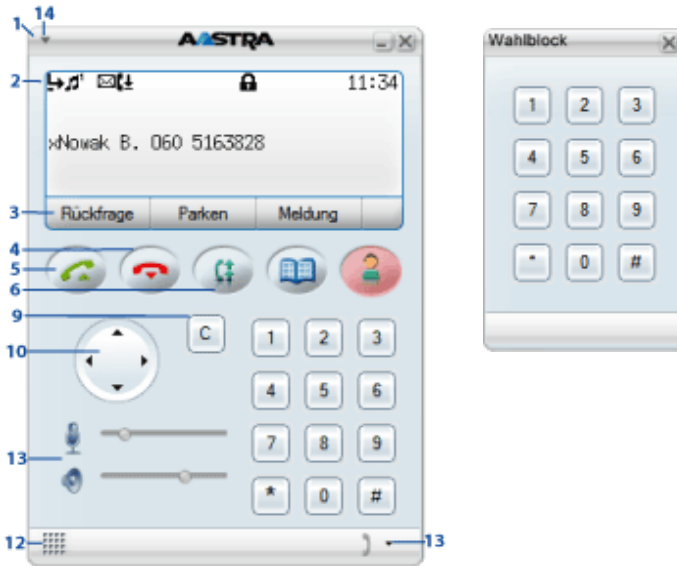 1 14
AASTRA
Wahlblock
2
1 11:34
xNowak B. 060 5163828
3 Rückfrage Parken Meldung
4
5
6
9
C
10
1 2 3
4 5 6
7 8 9
* 0 #
13
12
13
1 2 3
4 5 6
7 8 9
* 0 #